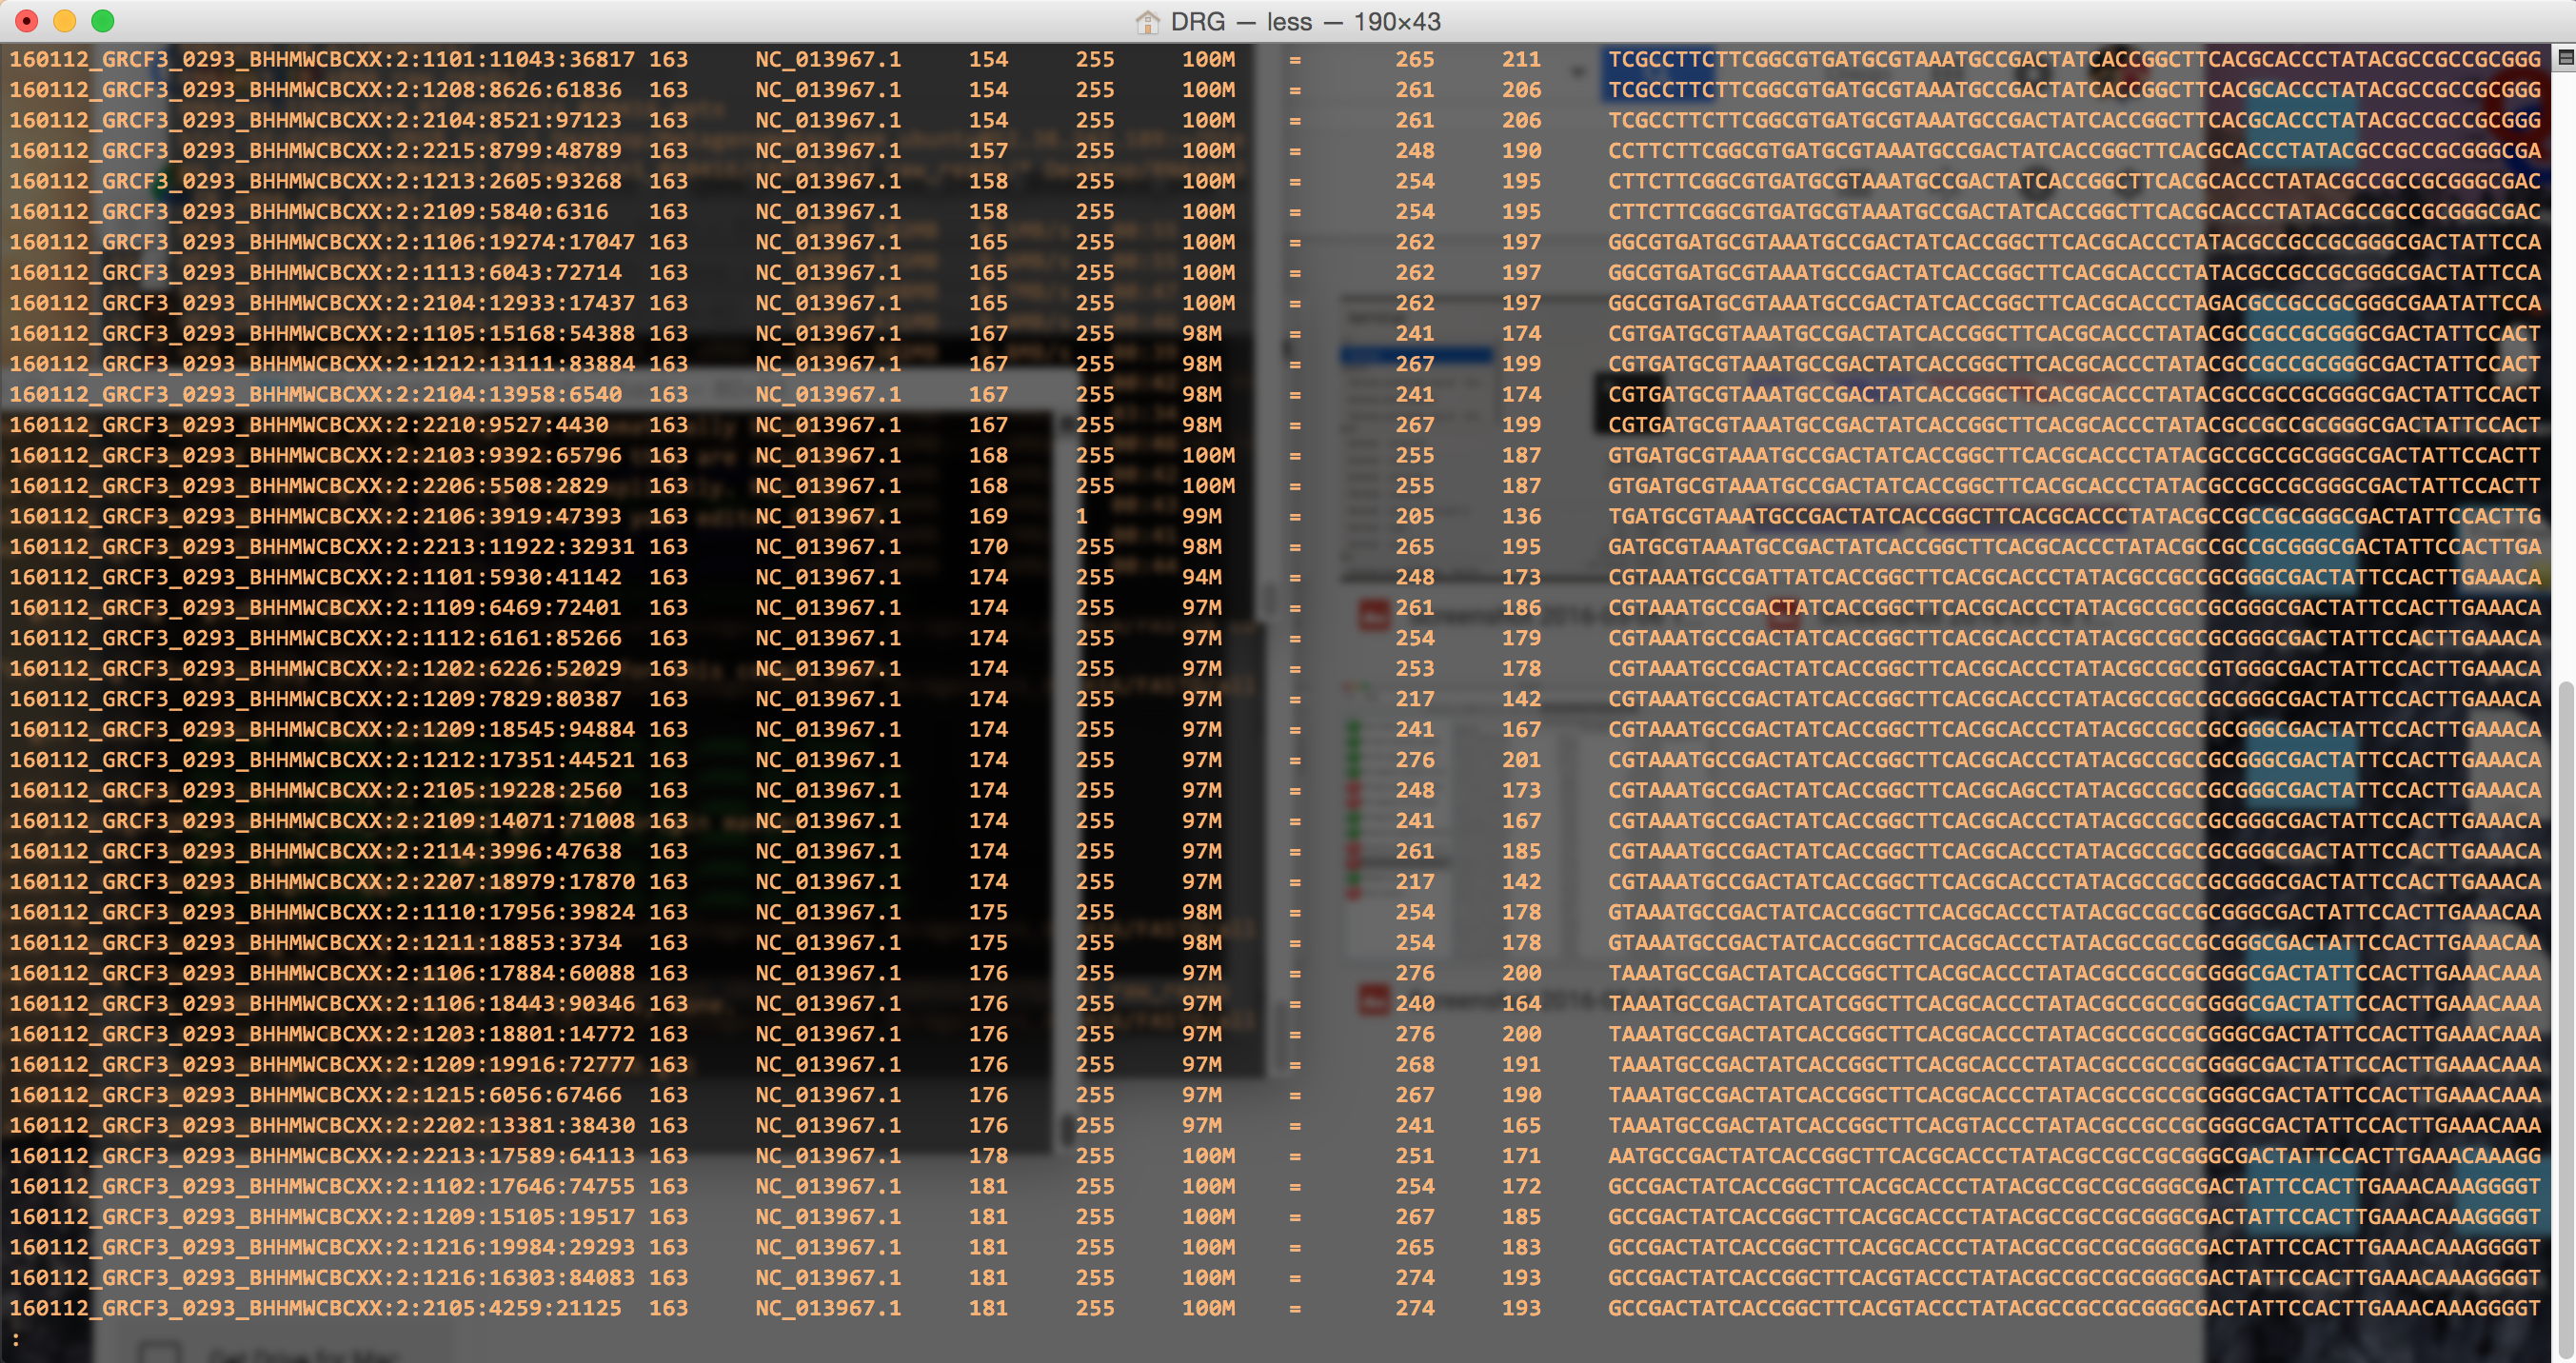 DRG — less — 190×43
160112_GRCF3_0293_BHHMWCBCXX:2:1101:11043:36817 163 NC_013967.1 154 255 100M = 265 211 TCGCCTTCTTCGGCGTGATGCGTAAATGCCGACTATCACCGGCTTCACGCACCCTATACGCCGCCGCGGG
160112_GRCF3_0293_BHHMWCBCXX:2:1208:8626:61836 163 NC_013967.1 154 255 100M = 261 206 TCGCCTTCTTCGGCGTGATGCGTAAATGCCGACTATCACCGGCTTCACGCACCCTATACGCCGCCGCGGG
160112_GRCF3_0293_BHHMWCBCXX:2:2104:8521:97123 163 NC_013967.1 154 255 100M = 261 206 TCGCCTTCTTCGGCGTGATGCGTAAATGCCGACTATCACCGGCTTCACGCACCCTATACGCCGCCGCGGG
160112_GRCF3_0293_BHHMWCBCXX:2:2215:8799:48789 163 NC_013967.1 157 255 100M = 248 190 CCTTCTTCGGCGTGATGCGTAAATGCCGACTATCACCGGCTTCACGCACCCTATACGCCGCCGCGGGCGA
160112_GRCF3_0293_BHHMWCBCXX:2:1213:2605:93268 163 NC_013967.1 158 255 100M = 254 195 CTTCTTCGGCGTGATGCGTAAATGCCGACTATCACCGGCTTCACGCACCCTATACGCCGCCGCGGGCGAC
160112_GRCF3_0293_BHHMWCBCXX:2:2109:5840:6316 163 NC_013967.1 158 255 100M = 254 195 CTTCTTCGGCGTGATGCGTAAATGCCGACTATCACCGGCTTCACGCACCCTATACGCCGCCGCGGGCGAC
160112_GRCF3_0293_BHHMWCBCXX:2:1106:19274:17047 163 NC_013967.1 165 255 100M = 262 197 GGCGTGATGCGTAAATGCCGACTATCACCGGCTTCACGCACCCTATACGCCGCCGCGGGCGACTATTCCA
160112_GRCF3_0293_BHHMWCBCXX:2:1113:6043:72714 163 NC_013967.1 165 255 100M = 262 197 GGCGTGATGCGTAAATGCCGACTATCACCGGCTTCACGCACCCTATACGCCGCCGCGGGCGACTATTCCA
160112_GRCF3_0293_BHHMWCBCXX:2:2104:12933:17437 163 NC_013967.1 165 255 100M = 262 197 GGCGTGATGCGTAAATGCCGACTATCACCGGCTTCACGCACCCTAGACGCCGCCGCGGGCGAATATTCCA
160112_GRCF3_0293_BHHMWCBCXX:2:1105:15168:54388 163 NC_013967.1 167 255 98M = 241 174 CGTGATGCGTAAATGCCGACTATCACCGGCTTCACGCACCCTATACGCCGCCGCGGGCGACTATTCCACT
160112_GRCF3_0293_BHHMWCBCXX:2:1212:13111:83884 163 NC_013967.1 167 255 98M = 267 199 CGTGATGCGTAAATGCCGACTATCACCGGCTTCACGCACCCTATACGCCGCCGCGGGCGACTATTCCACT
160112_GRCF3_0293_BHHMWCBCXX:2:2104:13958:6540 163 NC_013967.1 167 255 98M = 241 174 CGTGATGCGTAAATGCCGACTATCACCGGCTTCACGCACCCTATACGCCGCCGCGGGCGACTATTCCACT
160112_GRCF3_0293_BHHMWCBCXX:2:2210:9527:4430 163 NC_013967.1 167 255 98M = 267 199 CGTGATGCGTAAATGCCGACTATCACCGGCTTCACGCACCCTATACGCCGCCGCGGGCGACTATTCCACT
160112_GRCF3_0293_BHHMWCBCXX:2:2103:9392:65796 163 NC_013967.1 168 255 100M = 255 187 GTGATGCGTAAATGCCGACTATCACCGGCTTCACGCACCCTATACGCCGCCGCGGGCGACTATTCCACTT
160112_GRCF3_0293_BHHMWCBCXX:2:2206:5508:2829 163 NC_013967.1 168 255 100M = 255 187 GTGATGCGTAAATGCCGACTATCACCGGCTTCACGCACCCTATACGCCGCCGCGGGCGACTATTCCACTT
160112_GRCF3_0293_BHHMWCBCXX:2:2106:3919:47393 163 NC_013967.1 169 1 99M = 205 136 TGATGCGTAAATGCCGACTATCACCGGCTTCACGCACCCTATACGCCGCCGCGGGCGACTATTCCACTTG
160112_GRCF3_0293_BHHMWCBCXX:2:2213:11922:32931 163 NC_013967.1 170 255 98M = 265 195 GATGCGTAAATGCCGACTATCACCGGCTTCACGCACCCTATACGCCGCCGCGGGCGACTATTCCACTTGA
160112_GRCF3_0293_BHHMWCBCXX:2:1101:5930:41142 163 NC_013967.1 174 255 94M = 248 173 CGTAAATGCCGATTATCACCGGCTTCACGCACCCTATACGCCGCCGCGGGCGACTATTCCACTTGAAACA
160112_GRCF3_0293_BHHMWCBCXX:2:1109:6469:72401 163 NC_013967.1 174 255 97M = 261 186 CGTAAATGCCGACTATCACCGGCTTCACGCACCCTATACGCCGCCGCGGGCGACTATTCCACTTGAAACA
160112_GRCF3_0293_BHHMWCBCXX:2:1112:6161:85266 163 NC_013967.1 174 255 97M = 254 179 CGTAAATGCCGACTATCACCGGCTTCACGCACCCTATACGCCGCCGCGGGCGACTATTCCACTTGAAACA
160112_GRCF3_0293_BHHMWCBCXX:2:1202:6226:52029 163 NC_013967.1 174 255 97M = 253 178 CGTAAATGCCGACTATCACCGGCTTCACGCACCCTATACGCCGCCGTGGGCGACTATTCCACTTGAAACA
160112_GRCF3_0293_BHHMWCBCXX:2:1209:7829:80387 163 NC_013967.1 174 255 97M = 217 142 CGTAAATGCCGACTATCACCGGCTTCACGCACCCTATACGCCGCCGCGGGCGACTATTCCACTTGAAACA
160112_GRCF3_0293_BHHMWCBCXX:2:1209:18545:94884 163 NC_013967.1 174 255 97M = 241 167 CGTAAATGCCGACTATCACCGGCTTCACGCACCCTATACGCCGCCGCGGGCGACTATTCCACTTGAAACA
160112_GRCF3_0293_BHHMWCBCXX:2:1212:17351:44521 163 NC_013967.1 174 255 97M = 276 201 CGTAAATGCCGACTATCACCGGCTTCACGCACCCTATACGCCGCCGCGGGCGACTATTCCACTTGAAACA
160112_GRCF3_0293_BHHMWCBCXX:2:2105:19228:2560 163 NC_013967.1 174 255 97M = 248 173 CGTAAATGCCGACTATCACCGGCTTCACGCAGCCTATACGCCGCCGCGGGCGACTATTCCACTTGAAACA
160112_GRCF3_0293_BHHMWCBCXX:2:2109:14071:71008 163 NC_013967.1 174 255 97M = 241 167 CGTAAATGCCGACTATCACCGGCTTCACGCACCCTATACGCCGCCGCGGGCGACTATTCCACTTGAAACA
160112_GRCF3_0293_BHHMWCBCXX:2:2114:3996:47638 163 NC_013967.1 174 255 97M = 261 185 CGTAAATGCCGACTATCACCGGCTTCACGCACCCTATACGCCGCCGCGGGCGACTATTCCACTTGAAACA
160112_GRCF3_0293_BHHMWCBCXX:2:2207:18979:17870 163 NC_013967.1 174 255 97M = 217 142 CGTAAATGCCGACTATCACCGGCTTCACGCACCCTATACGCCGCCGCGGGCGACTATTCCACTTGAAACA
160112_GRCF3_0293_BHHMWCBCXX:2:1110:17956:39824 163 NC_013967.1 175 255 98M = 254 178 GTAAATGCCGACTATCACCGGCTTCACGCACCCTATACGCCGCCGCGGGCGACTATTCCACTTGAAACAA
160112_GRCF3_0293_BHHMWCBCXX:2:1211:18853:3734 163 NC_013967.1 175 255 98M = 254 178 GTAAATGCCGACTATCACCGGCTTCACGCACCCTATACGCCGCCGCGGGCGACTATTCCACTTGAAACAA
160112_GRCF3_0293_BHHMWCBCXX:2:1106:17884:60088 163 NC_013967.1 176 255 97M = 276 200 TAAATGCCGACTATCACCGGCTTCACGCACCCTATACGCCGCCGCGGGCGACTATTCCACTTGAAACAAA
160112_GRCF3_0293_BHHMWCBCXX:2:1106:18443:90346 163 NC_013967.1 176 255 97M = 240 164 TAAATGCCGACTATCATCGGCTTCACGCACCCTATACGCCGCCGCGGGCGACTATTCCACTTGAAACAAA
160112_GRCF3_0293_BHHMWCBCXX:2:1203:18801:14772 163 NC_013967.1 176 255 97M = 276 200 TAAATGCCGACTATCACCGGCTTCACGCACCCTATACGCCGCCGCGGGCGACTATTCCACTTGAAACAAA
160112_GRCF3_0293_BHHMWCBCXX:2:1209:19916:72777 163 NC_013967.1 176 255 97M = 268 191 TAAATGCCGACTATCACCGGCTTCACGCACCCTATACGCCGCCGCGGGCGACTATTCCACTTGAAACAAA
160112_GRCF3_0293_BHHMWCBCXX:2:1215:6056:67466 163 NC_013967.1 176 255 97M = 267 190 TAAATGCCGACTATCACCGGCTTCACGCACCCTATACGCCGCCGCGGGCGACTATTCCACTTGAAACAAA
160112_GRCF3_0293_BHHMWCBCXX:2:2202:13381:38430 163 NC_013967.1 176 255 97M = 241 165 TAAATGCCGACTATCACCGGCTTCACGTACCCTATACGCCGCCGCGGGCGACTATTCCACTTGAAACAAA
160112_GRCF3_0293_BHHMWCBCXX:2:2213:17589:64113 163 NC_013967.1 178 255 100M = 251 171 AATGCCGACTATCACCGGCTTCACGCACCCTATACGCCGCCGCGGGCGACTATTCCACTTGAAACAAAGG
160112_GRCF3_0293_BHHMWCBCXX:2:1102:17646:74755 163 NC_013967.1 181 255 100M = 254 172 GCCGACTATCACCGGCTTCACGCACCCTATACGCCGCCGCGGGCGACTATTCCACTTGAAACAAAGGGGT
160112_GRCF3_0293_BHHMWCBCXX:2:1209:15105:19517 163 NC_013967.1 181 255 100M = 267 185 GCCGACTATCACCGGCTTCACGCACCCTATACGCCGCCGCGGGCGACTATTCCACTTGAAACAAAGGGGT
160112_GRCF3_0293_BHHMWCBCXX:2:1216:19984:29293 163 NC_013967.1 181 255 100M = 265 183 GCCGACTATCACCGGCTTCACGCACCCTATACGCCGCCGCGGGCGACTATTCCACTTGAAACAAAGGGGT
160112_GRCF3_0293_BHHMWCBCXX:2:1216:16303:84083 163 NC_013967.1 181 255 100M = 274 193 GCCGACTATCACCGGCTTCACGTACCCTATACGCCGCCGCGGGCGACTATTCCACTTGAAACAAAGGGGT
160112_GRCF3_0293_BHHMWCBCXX:2:2105:4259:21125 163 NC_013967.1 181 255 100M = 274 193 GCCGACTATCACCGGCTTCACGTACCCTATACGCCGCCGCGGGCGACTATTCCACTTGAAACAAAGGGGT
: